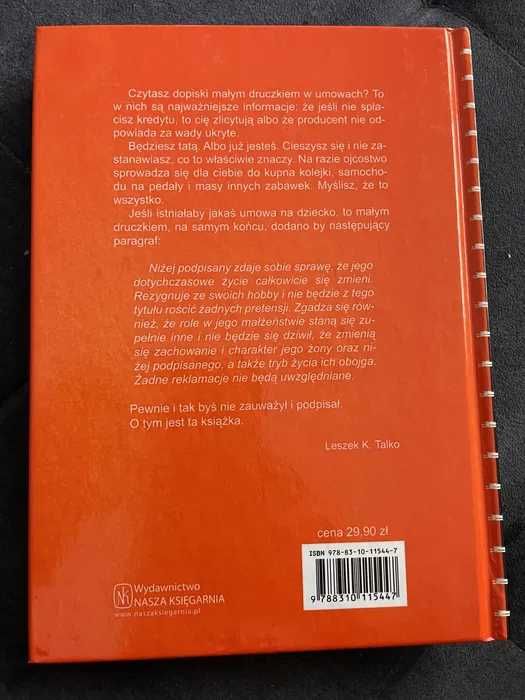 Czytasz dopiski małym druczkiem w umowach? To
w nich są najważniejsze informacje: że jeśli nie spła-
cisz kredytu, to cię zlicytują albo że producent nie od-
powiada za wady ukryte.
Będziesz tatą. Albo już jesteś. Cieszysz się i nie za-
stanawiasz, co to właściwie znaczy. Na razie ojcostwo
sprowadza się dla ciebie do kupna kolejki, samocho-
du na pedały i masy innych zabawek. Myślisz, że to
wszystko.
Jeśli istniałaby jakaś umowa na dziecko, to małym
druczkiem, na samym końcu, dodano by następujący
paragraf:
Niżej podpisany zdaje sobie sprawę, że jego
dotychczasowe życie całkowicie się zmieni.
Rezygnuje ze swoich hobby i nie będzie z tego
tytułu rościć żadnych pretensji. Zgadza się rów-
nież, że role w jego małżeństwie staną się zu-
pełnie inne i nie będzie się dziwił, że zmienią
się zachowanie i charakter jego żony oraz ni-
żej podpisanego, a także tryb życia ich obojga.
Żadne reklamacje nie będą uwzględniane.
Pewnie i tak byś nie zauważył i podpisał.
O tym jest ta książka.
Leszek K. Talko
cena 29.90 zł
ISBN 978-83-10-11544-7
9 788310 115447
NK
Wydawnictwo
NASZA KSIĘGARNIA
www.naszaksiegarnia.pl